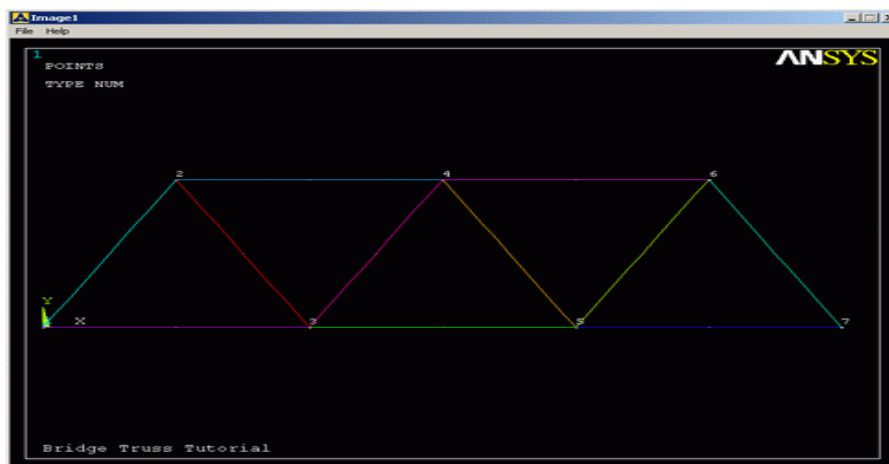 Image1
File Help
1
POINTS
TYPE NUM
ANSYS
2 4 6
Y
X
3 5 7
Bridge Truss Tutorial